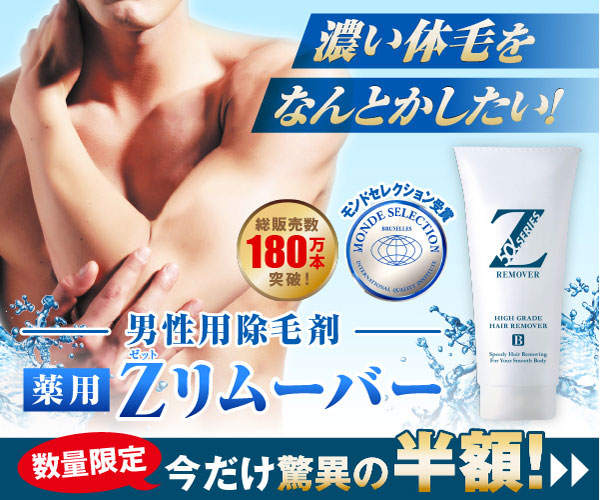 濃い体毛を
なんとかしたい!
総販売数
180万本
突破!
モンドセレクション受賞
MONDE SELECTION
BRUXELLES
INTERNATIONAL QUALITY INSTITUTE
Z
SERIES
REMOVER
HIGH GRADE
HAIR REMOVER
B
Speedy Hair Removing
For Your Smooth Body
男性用除毛剤
ゼット
薬用 Zリムーバー
数量限定 今だけ驚異の半額!